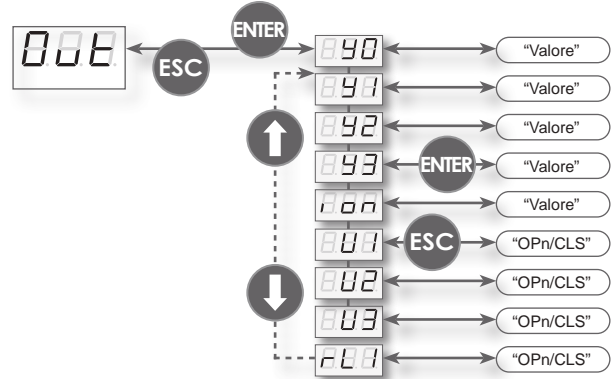 Out
ENTER
ESC
Y0 "Valore"
Y1 "Valore"
Y2 "Valore"
Y3 ENTER "Valore"
ion "Valore"
U1 ESC "OPn/CLS"
U2 "OPn/CLS"
U3 "OPn/CLS"
rL1 "OPn/CLS"